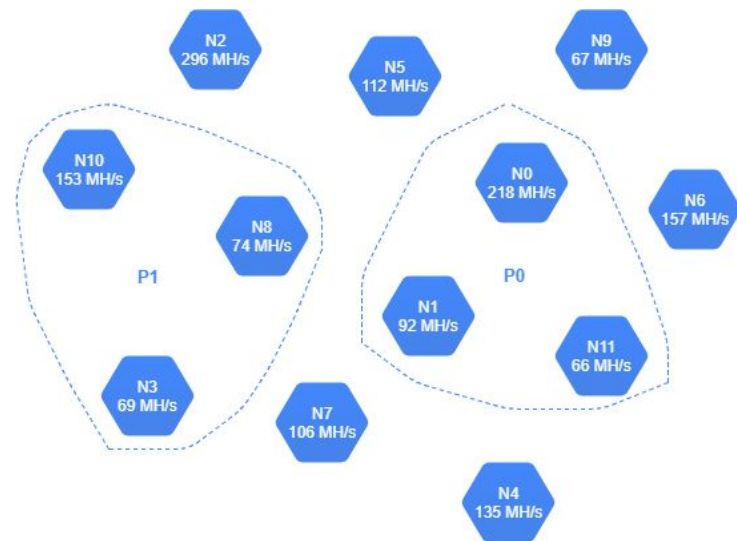 N2
296 MH/s
N5
112 MH/s
N9
67 MH/s
N10
153 MH/s
N0
218 MH/s
N6
157 MH/s
N8
74 MH/s
P1
P0
N1
92 MH/s
N11
66 MH/s
N3
69 MH/s
N7
106 MH/s
N4
135 MH/s